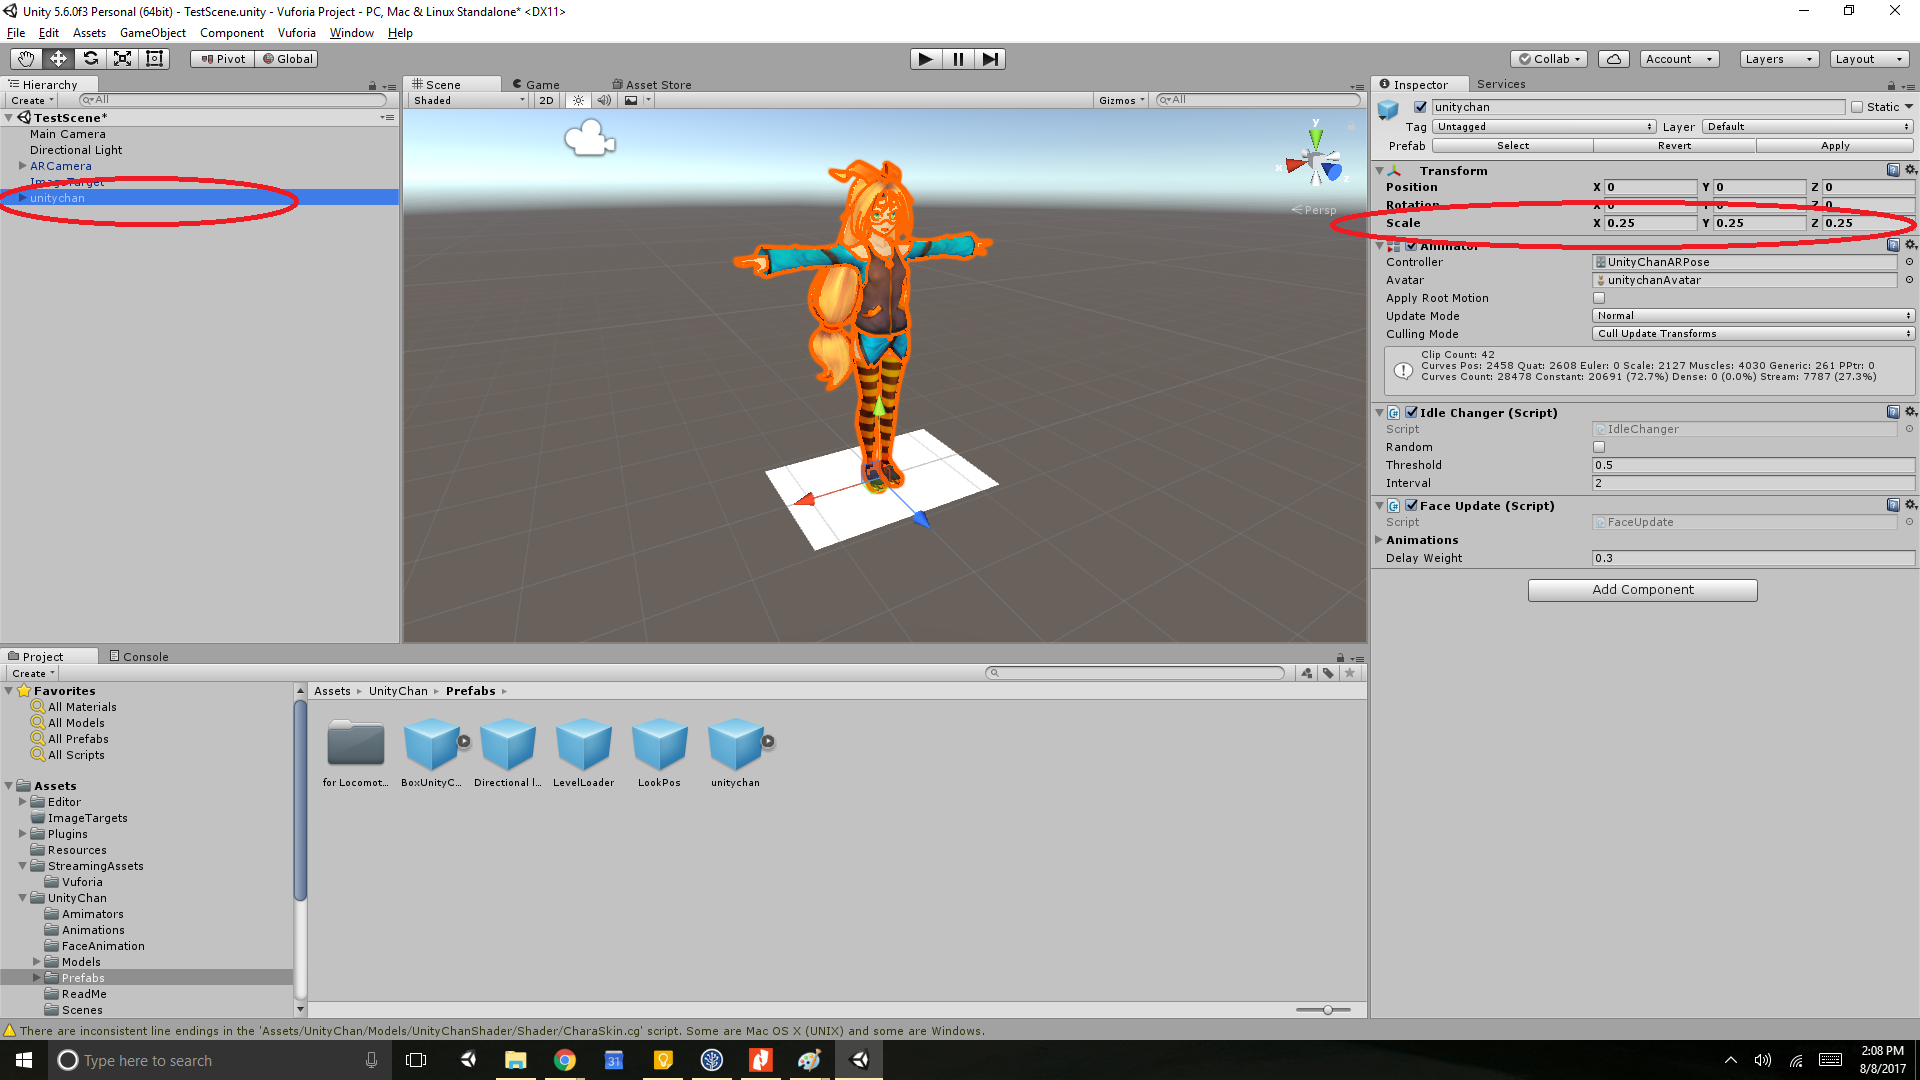 Unity 5.6.0f3 Personal (64bit) - TestScene.unity - Vuforia Project - PC, Mac & Linux Standalone* <DX11>
File Edit Assets GameObject Component Vuforia Window Help
Pivot Global Collab Account Layers Layout
Hierarchy
Create All
TestScene*
Main Camera
Directional Light
ARCamera
ImageTarget
unitychan
Scene Game Asset Store
Shaded 2D Gizmos All
y
x
z
Persp
Inspector Services
unitychan Static
Tag Untagged Layer Default
Prefab Select Revert Apply
Transform
Position X 0 Y 0 Z 0
Rotation X 0 Y 0 Z 0
Scale X 0.25 Y 0.25 Z 0.25
Animator
Controller UnityChanARPose
Avatar unitychanAvatar
Apply Root Motion
Update Mode Normal
Culling Mode Cull Update Transforms
Clip Count: 42
Curves Pos: 2458 Quat: 2608 Euler: 0 Scale: 2127 Muscles: 4030 Generic: 261 PPtr: 0
Curves Count: 28478 Constant: 20691 (72.7%) Dense: 0 (0.0%) Stream: 7787 (27.3%)
Idle Changer (Script)
Script IdleChanger
Random
Threshold 0.5
Interval 2
Face Update (Script)
Script FaceUpdate
Animations
Delay Weight 0.3
Add Component
Project Console
Create
Favorites
All Materials
All Models
All Prefabs
All Scripts
Assets
Editor
ImageTargets
Plugins
Resources
StreamingAssets
Vuforia
UnityChan
Amimators
Animations
FaceAnimation
Models
Prefabs
ReadMe
Scenes
Assets UnityChan Prefabs
for Locomot... BoxUnityC... Directional l... LevelLoader LookPos unitychan
There are inconsistent line endings in the 'Assets/UnityChan/Models/UnityChanShader/Shader/CharaSkin.cg' script. Some are Mac OS X (UNIX) and some are Windows.
Type here to search
31
2:08 PM
8/8/2017